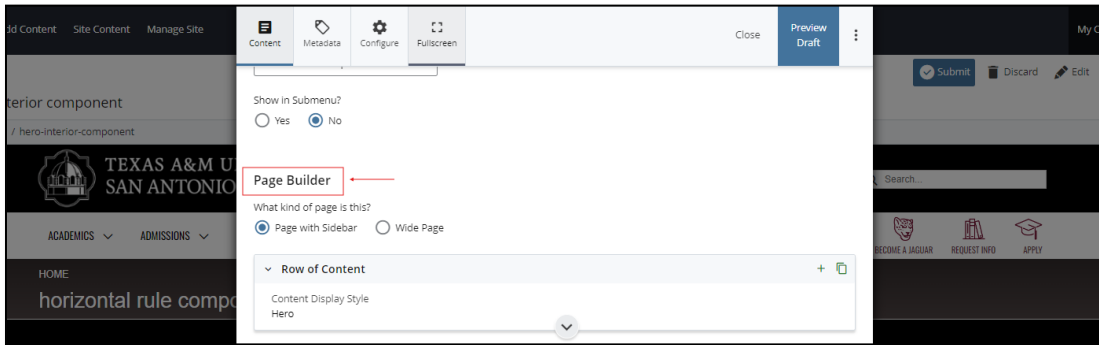 dd Content Site Content Manage Site
Content Metadata Configure Fullscreen
Close
Preview
Draft
My C
Submit Discard Edit
terior component
Show in Submenu?
Yes No
/ hero-interior-component
TEXAS A&M U
SAN ANTONIO
Search...
Page Builder
What kind of page is this?
Page with Sidebar Wide Page
ACADEMICS ADMISSIONS
BECOME A JAGUAR REQUEST INFO APPLY
Row of Content
HOME
horizontal rule compo
Content Display Style
Hero